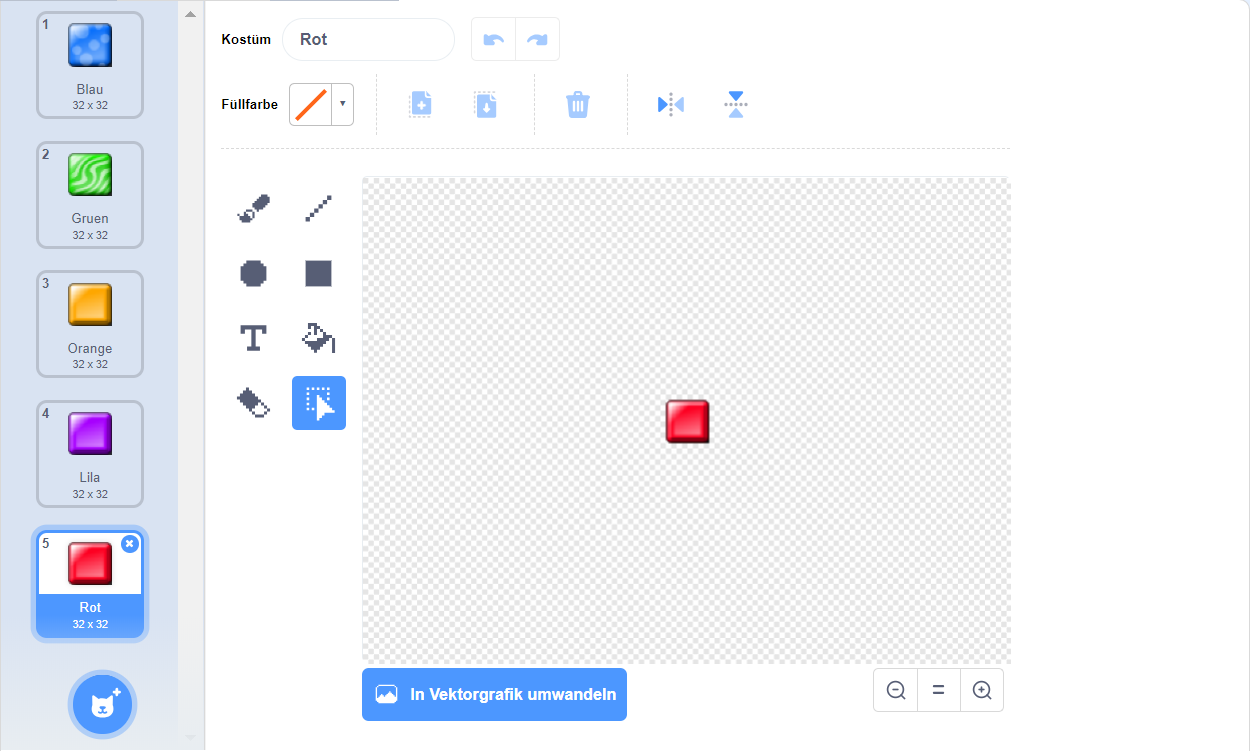 1
Blau
32 x 32
2
Gruen
32 x 32
3
Orange
32 x 32
4
Lila
32 x 32
5
Rot
32 x 32
Kostüm
Rot
Füllfarbe
T
In Vektorgrafik umwandeln
=